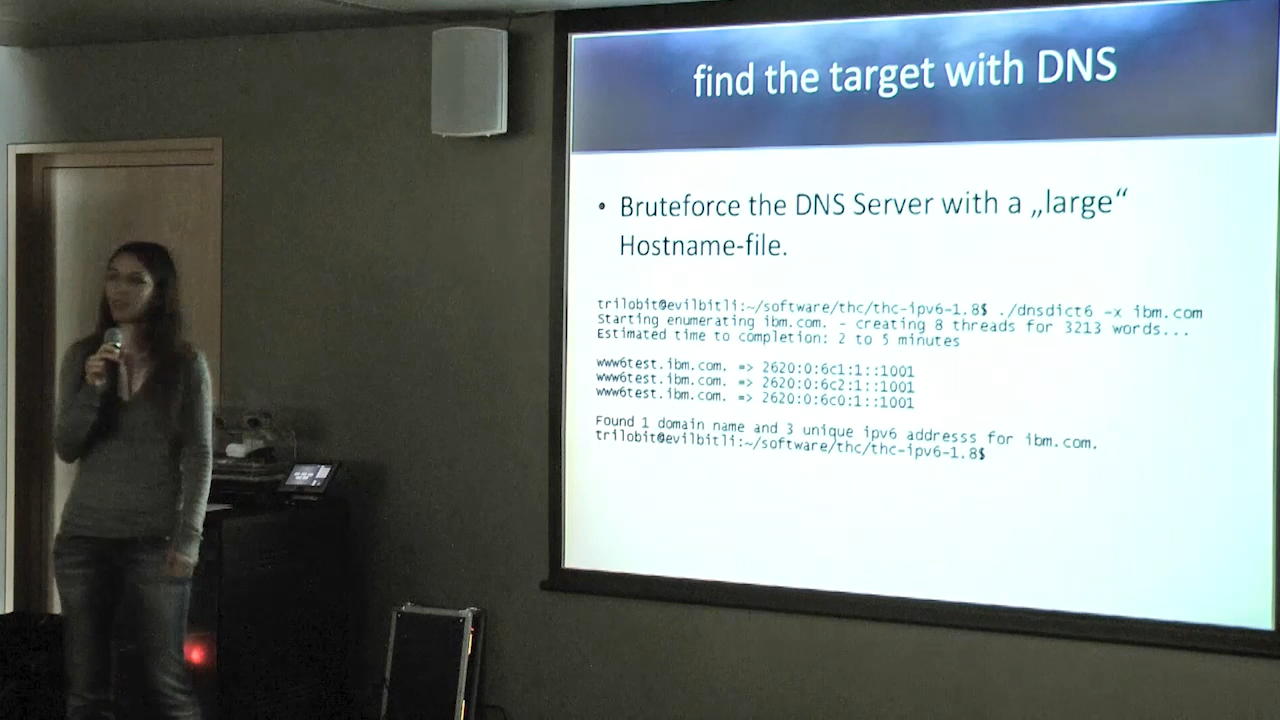 find the target with DNS
• Bruteforce the DNS Server with a „large“
Hostname-file.
trilobit@evilbitli:~/software/thc/thc-ipv6-1.8$ ./dnsdict6 -x ibm.com
Starting enumerating ibm.com. - creating 8 threads for 3213 words...
Estimated time to completion: 2 to 5 minutes
www6test.ibm.com. => 2620:0:6c1:1::1001
www6test.ibm.com. => 2620:0:6c2:1::1001
www6test.ibm.com. => 2620:0:6c0:1::1001
Found 1 domain name and 3 unique ipv6 addresss for ibm.com.
trilobit@evilbitli:~/software/thc/thc-ipv6-1.8$